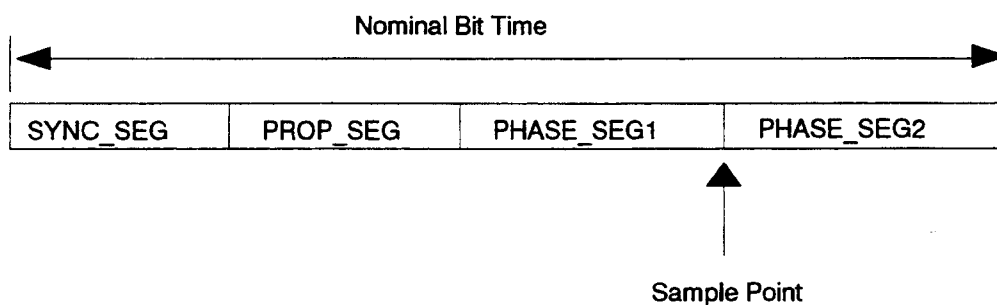 Nominal Bit Time
SYNC_SEG PROP_SEG PHASE_SEG1 PHASE_SEG2
Sample Point